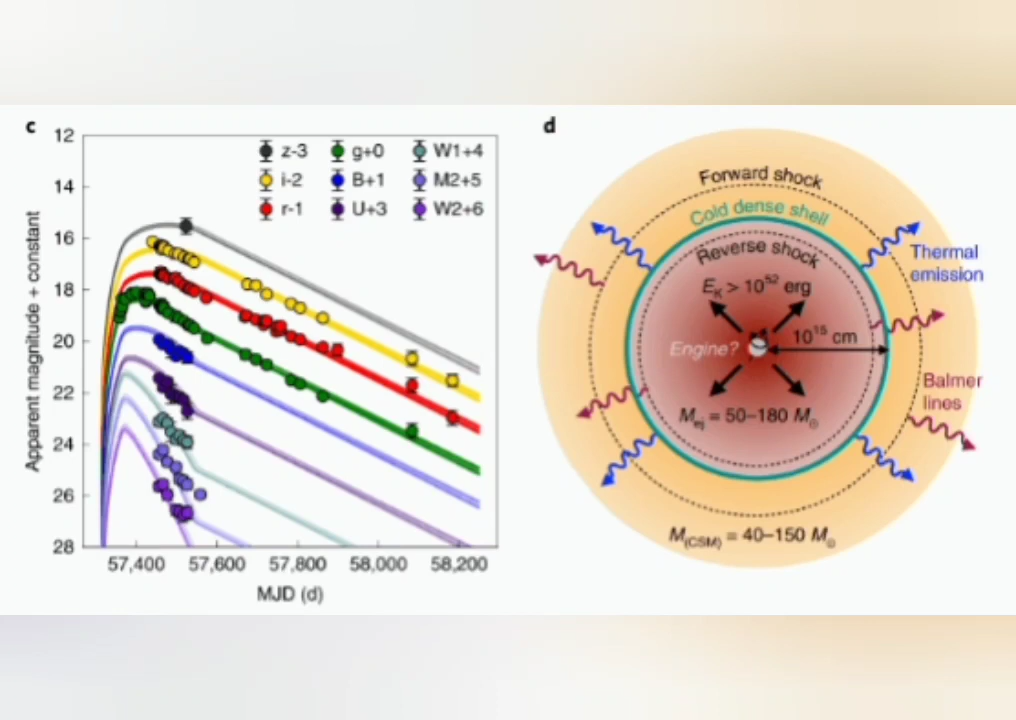 c
12
14
16
18
20
22
24
26
28
Apparent magnitude + constant
z-3
g+0
W1+4
i-2
B+1
M2+5
r-1
U+3
W2+6
57,400
57,600
57,800
58,000
58,200
MJD (d)
d
Forward shock
Cold dense shell
Reverse shock
E_K > 10^52 erg
Engine?
10^15 cm
M_ej = 50–180 M_⊙
M_(CSM) = 40–150 M_⊙
Thermal
emission
Balmer
lines